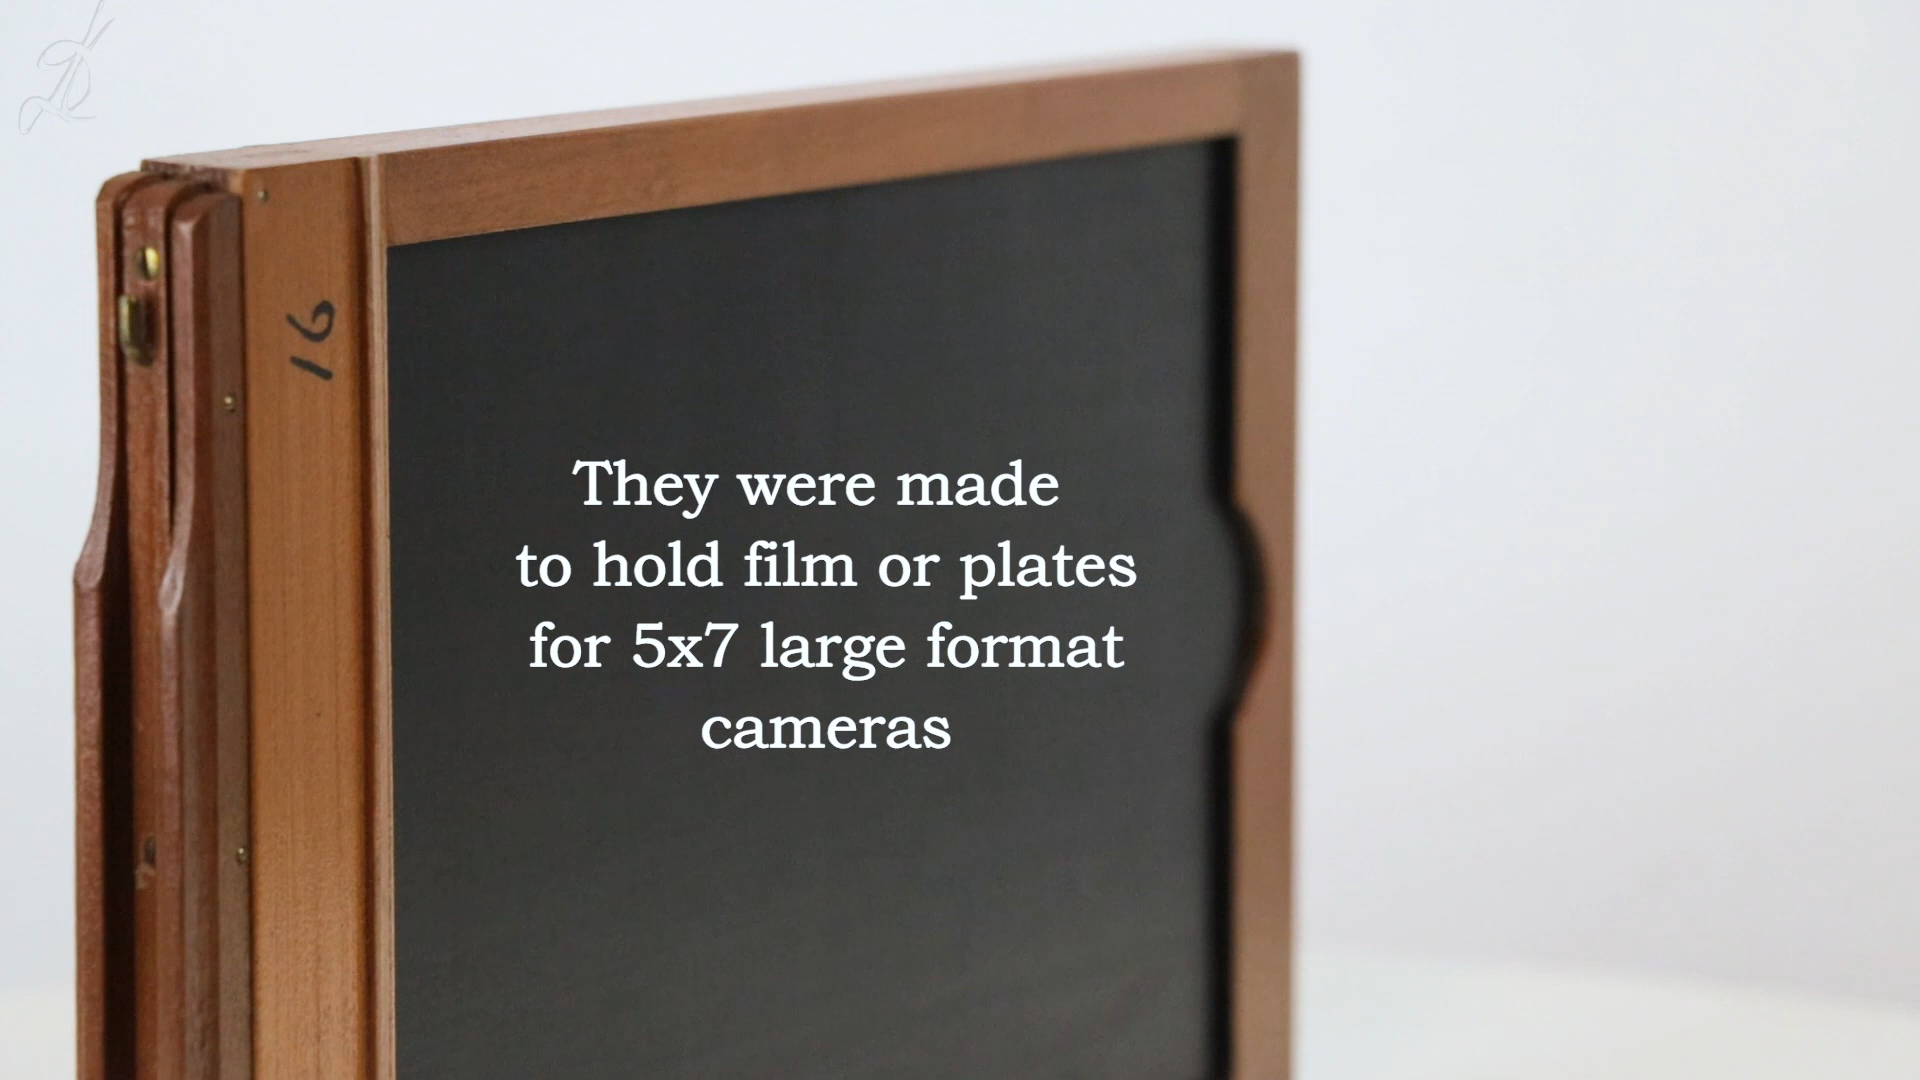 16
They were made
to hold film or plates
for 5x7 large format
cameras